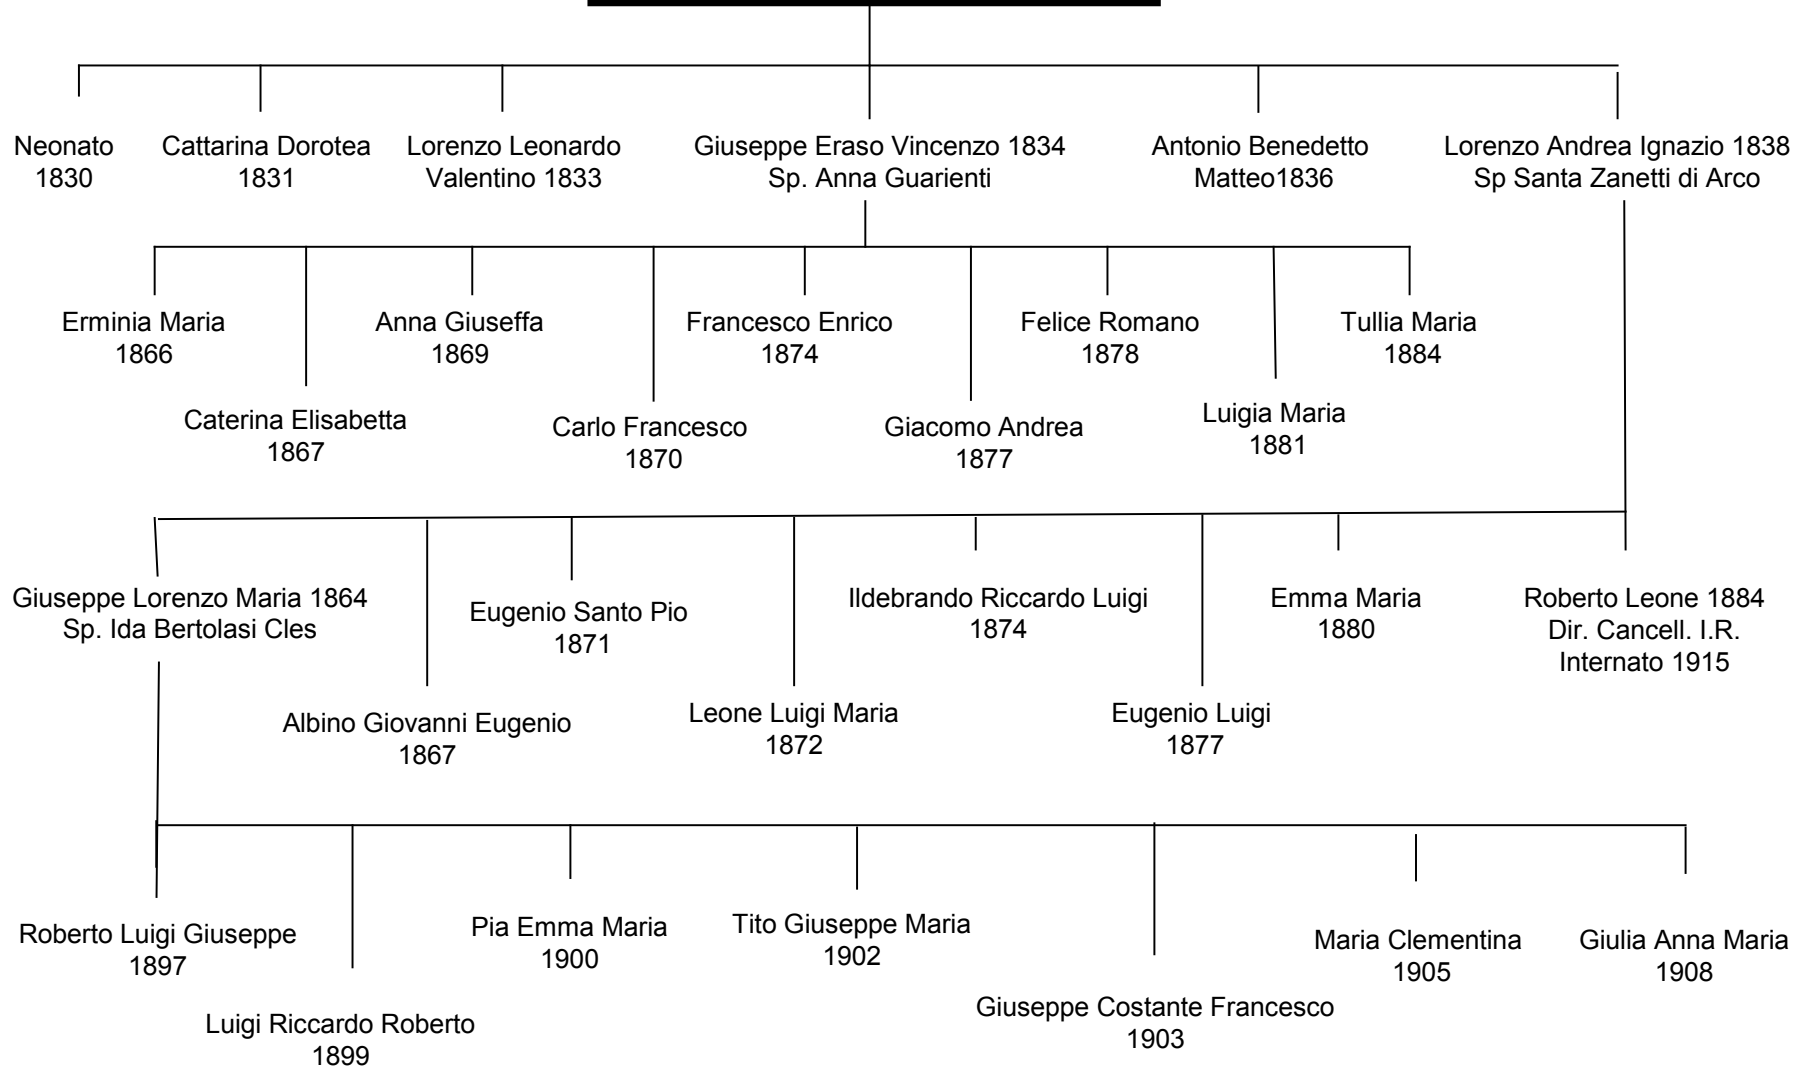 Neonato
1830
Cattarina Dorotea
1831
Lorenzo Leonardo
Valentino 1833
Giuseppe Eraso Vincenzo 1834
Sp. Anna Guarienti
Antonio Benedetto
Matteo1836
Lorenzo Andrea Ignazio 1838
Sp Santa Zanetti di Arco
Erminia Maria
1866
Caterina Elisabetta
1867
Anna Giuseffa
1869
Carlo Francesco
1870
Francesco Enrico
1874
Giacomo Andrea
1877
Felice Romano
1878
Luigia Maria
1881
Tullia Maria
1884
Giuseppe Lorenzo Maria 1864
Sp. Ida Bertolasi Cles
Albino Giovanni Eugenio
1867
Eugenio Santo Pio
1871
Leone Luigi Maria
1872
Ildebrando Riccardo Luigi
1874
Eugenio Luigi
1877
Emma Maria
1880
Roberto Leone 1884
Dir. Cancell. I.R.
Internato 1915
Roberto Luigi Giuseppe
1897
Luigi Riccardo Roberto
1899
Pia Emma Maria
1900
Tito Giuseppe Maria
1902
Giuseppe Costante Francesco
1903
Maria Clementina
1905
Giulia Anna Maria
1908